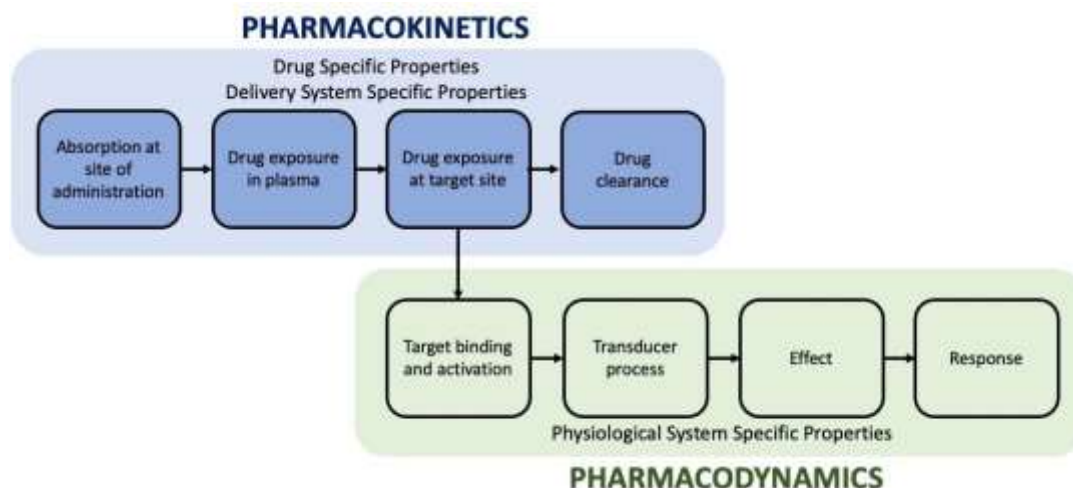 PHARMACOKINETICS
Drug Specific Properties
Delivery System Specific Properties
Absorption at
site of
administration
Drug exposure
in plasma
Drug exposure
at target site
Drug
clearance
Target binding
and activation
Transducer
process
Effect
Response
Physiological System Specific Properties
PHARMACODYNAMICS